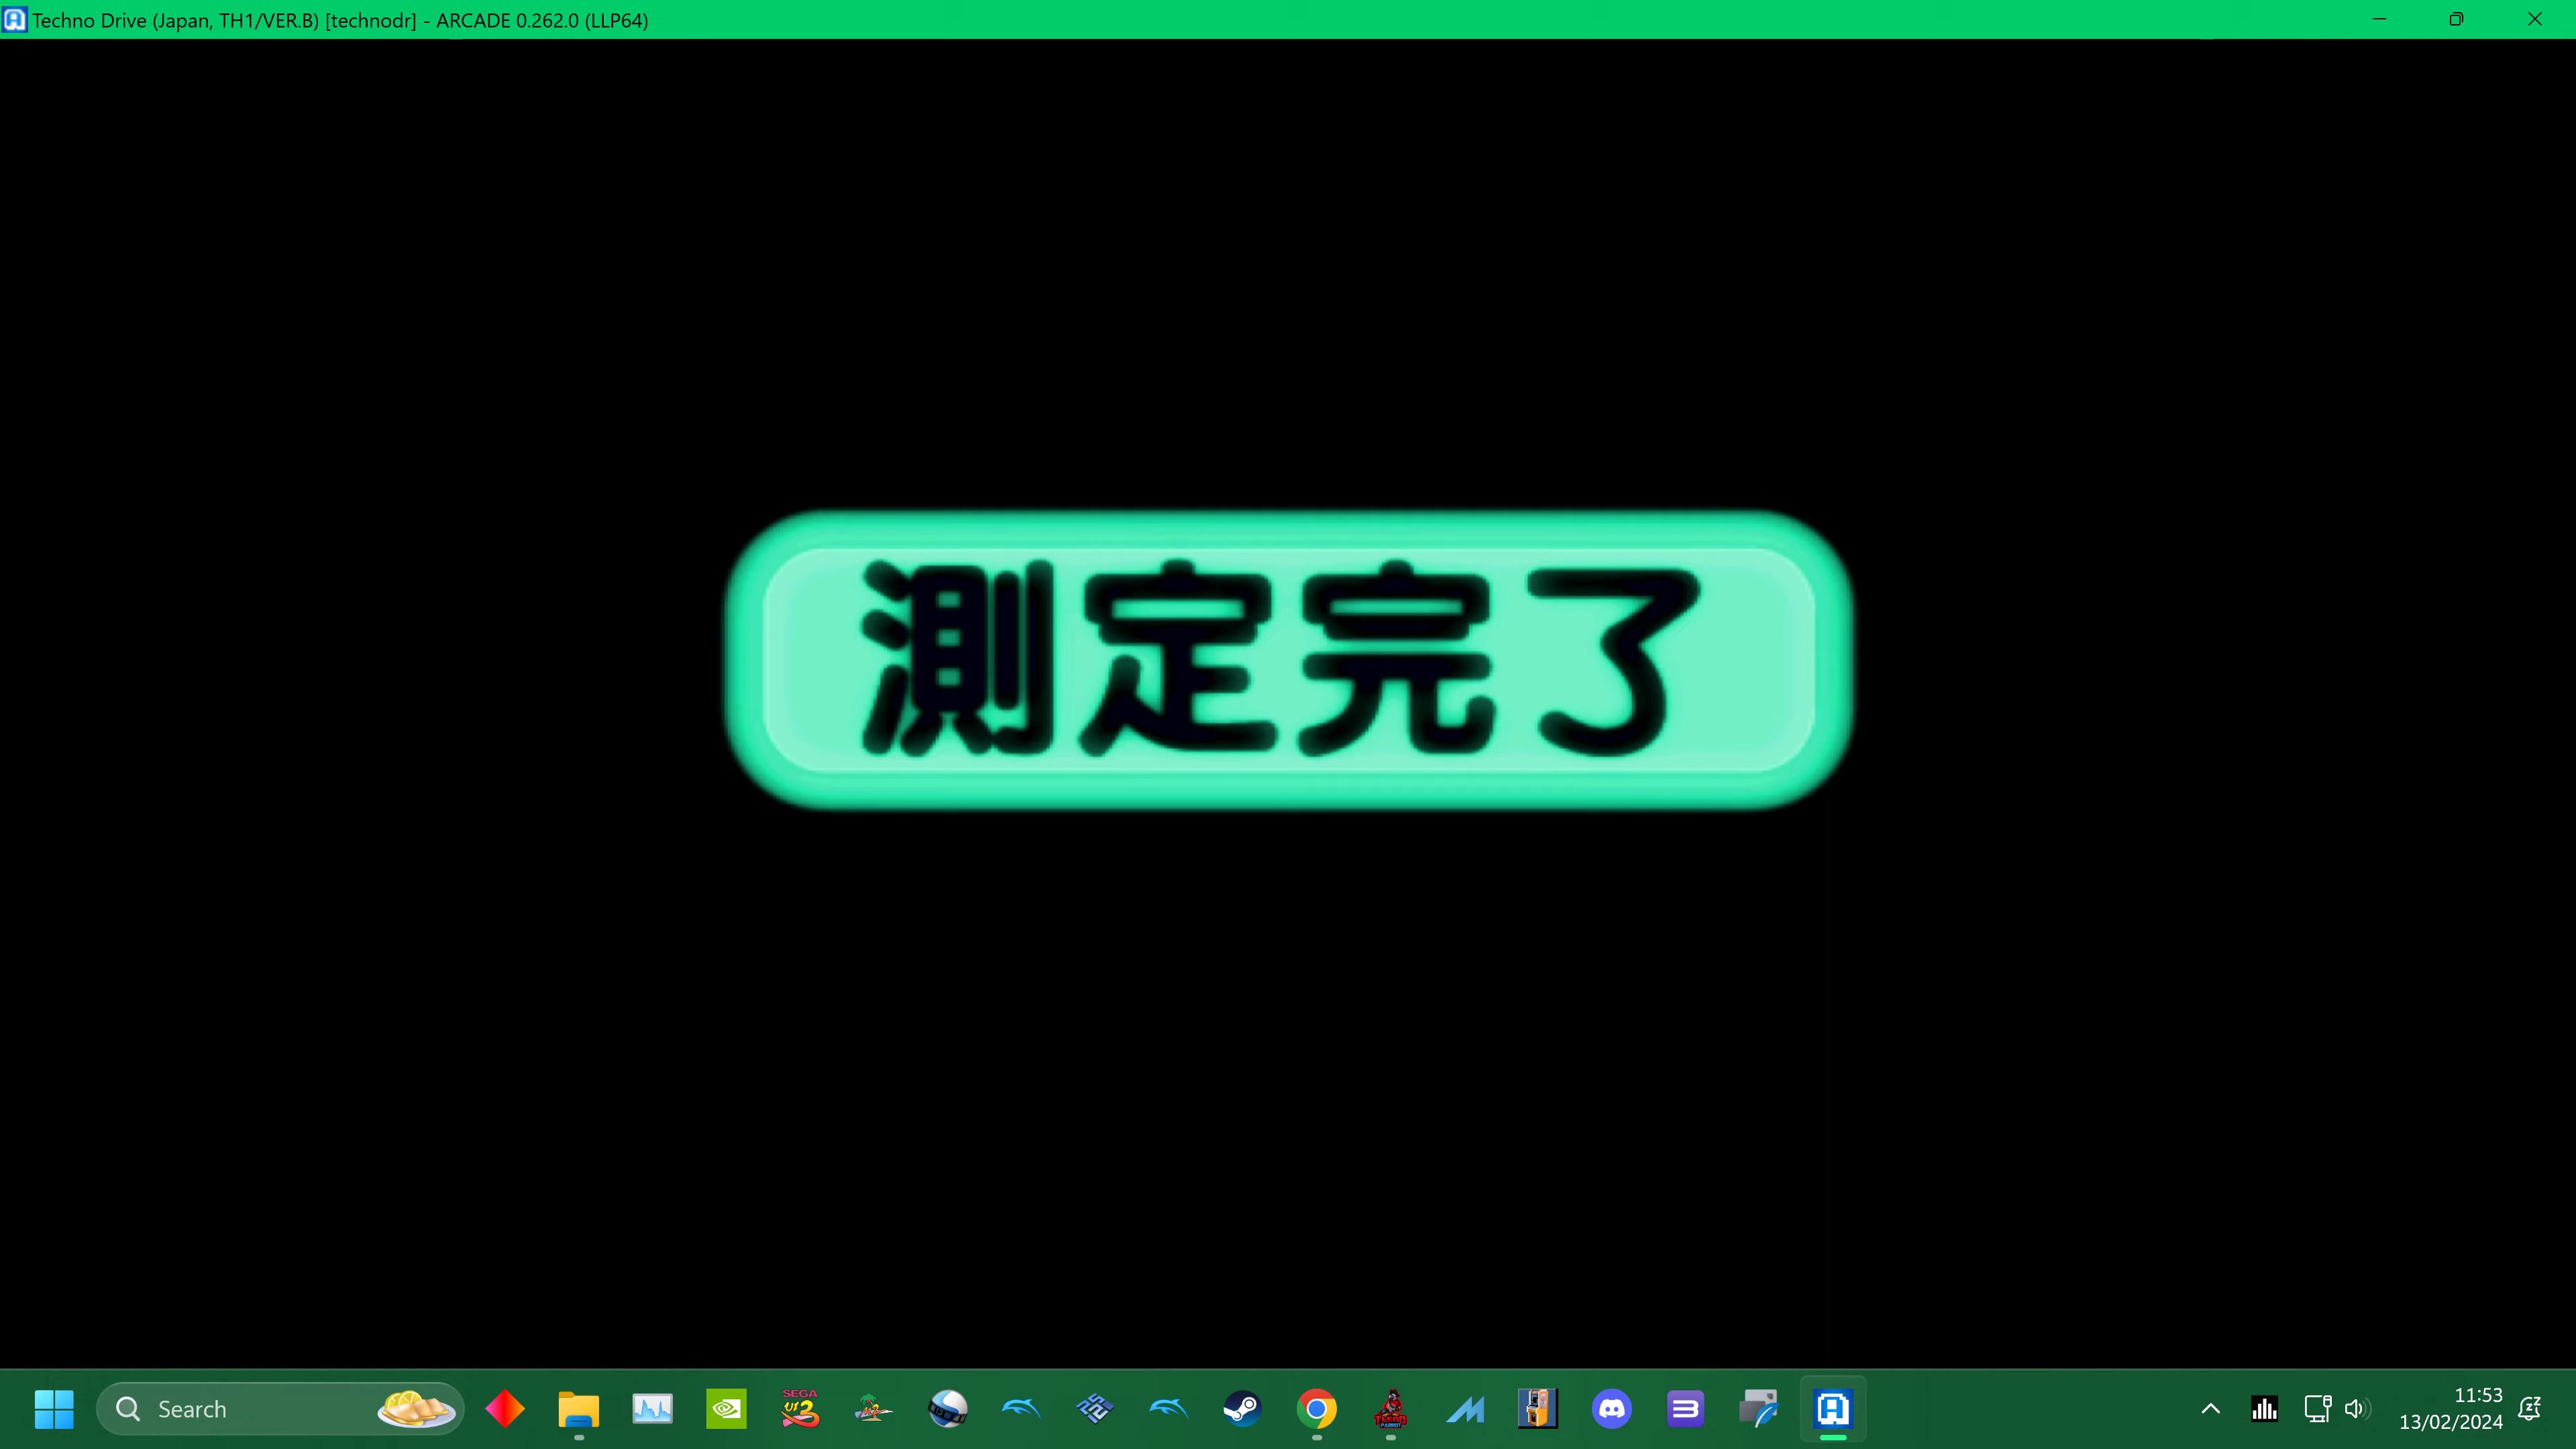 Techno Drive (Japan, TH1/VER.B) [technodr] - ARCADE 0.262.0 (LLP64)
測定完了
Search
SEGA
11:53
13/02/2024